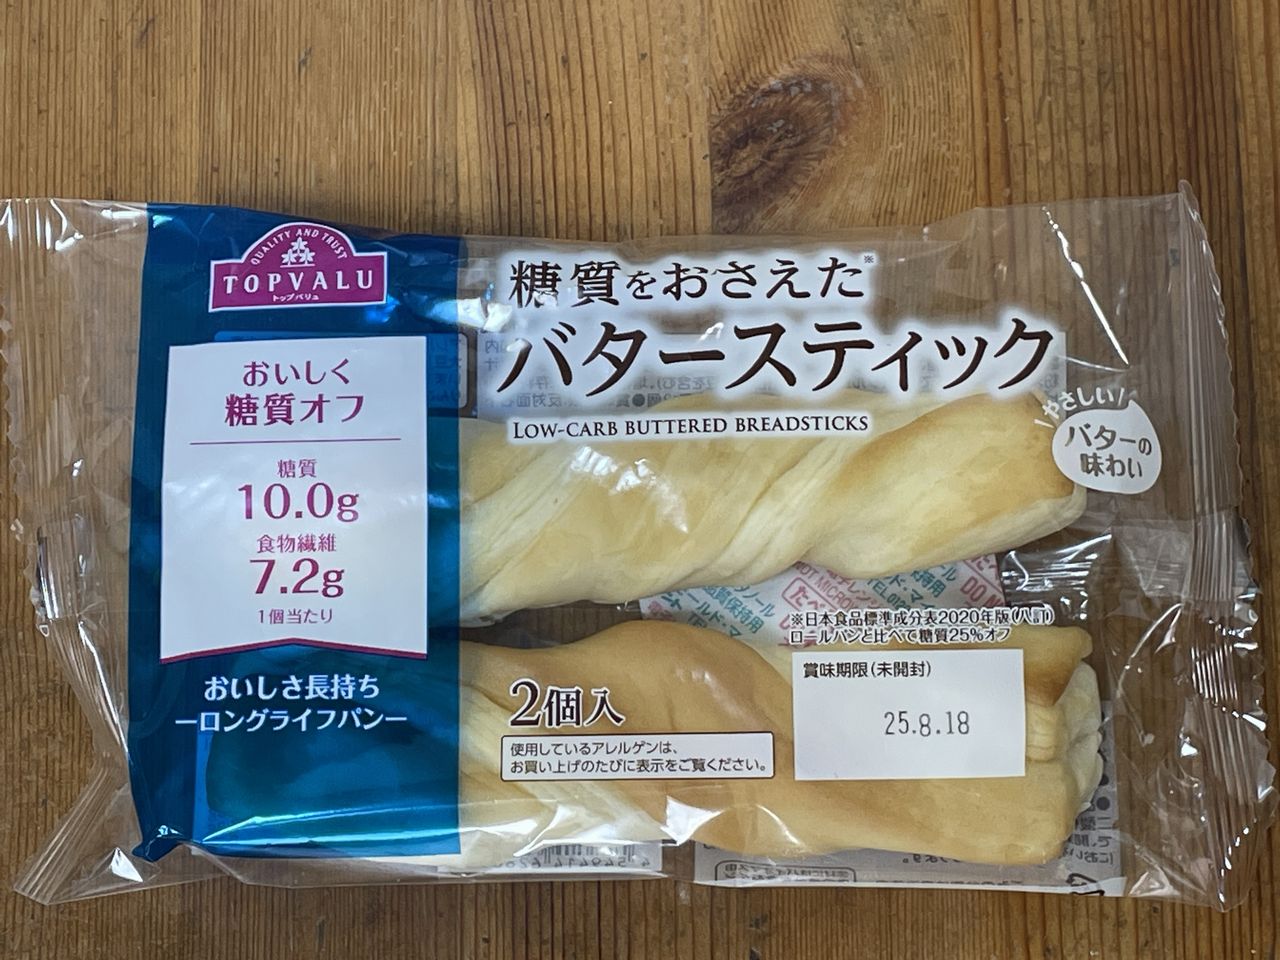 QUALITY AND TRUST
TOPVALU
トップバリュ
おいしく
糖質オフ
糖質
10.0g
食物繊維
7.2g
1個当たり
おいしさ長持ち
ーロングライフパンー
糖質をおさえた※
バタースティック
LOW-CARB BUTTERED BREADSTICKS
やさしい
バターの
味わい
※日本食品標準成分表2020年版(八訂)
ロールパンと比べて糖質25%オフ
賞味期限(未開封)
25.8.18
2個入
使用しているアレルゲンは、
お買い上げのたびに表示をご覧ください。